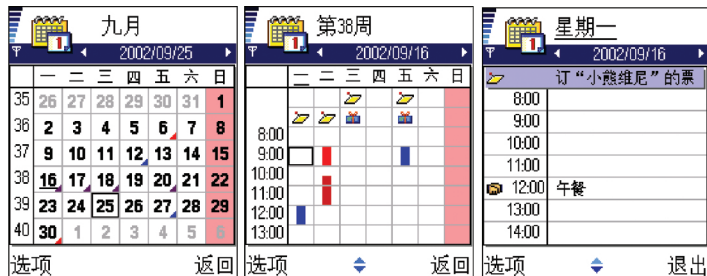 九月
2002/09/25
一 二 三 四 五 六 日
35 26 27 28 29 30 31 1
36 2 3 4 5 6 7 8
37 9 10 11 12 13 14 15
38 16 17 18 19 20 21 22
39 23 24 25 26 27 28 29
40 30 1 2 3 4 5 6
选项 返回
第38周
2002/09/16
一 二 三 四 五 六 日
8:00
9:00
10:00
11:00
12:00
13:00
选项 返回
星期一
2002/09/16
订“小熊维尼”的票
8:00
9:00
10:00
11:00
12:00 午餐
13:00
14:00
选项 退出